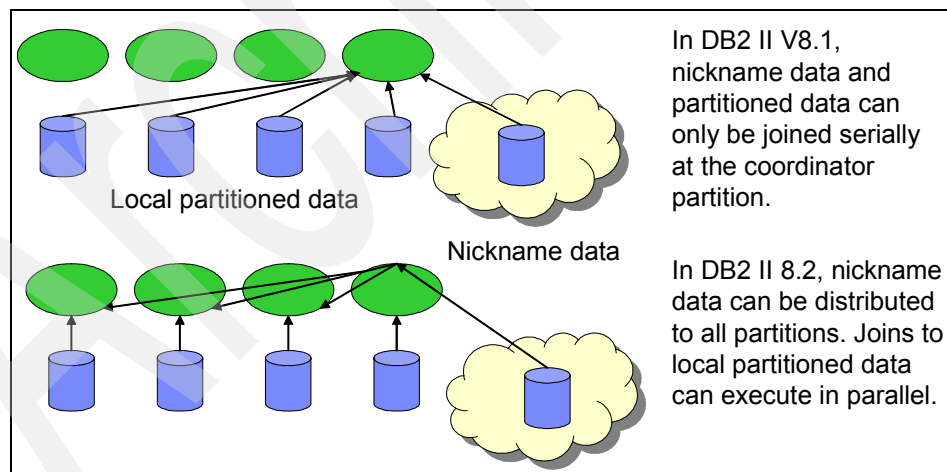 In DB2 II V8.1,
nickname data and
partitioned data can
only be joined serially
at the coordinator
partition.
Local partitioned data
Nickname data
In DB2 II 8.2, nickname
data can be distributed
to all partitions. Joins to
local partitioned data
can execute in parallel.